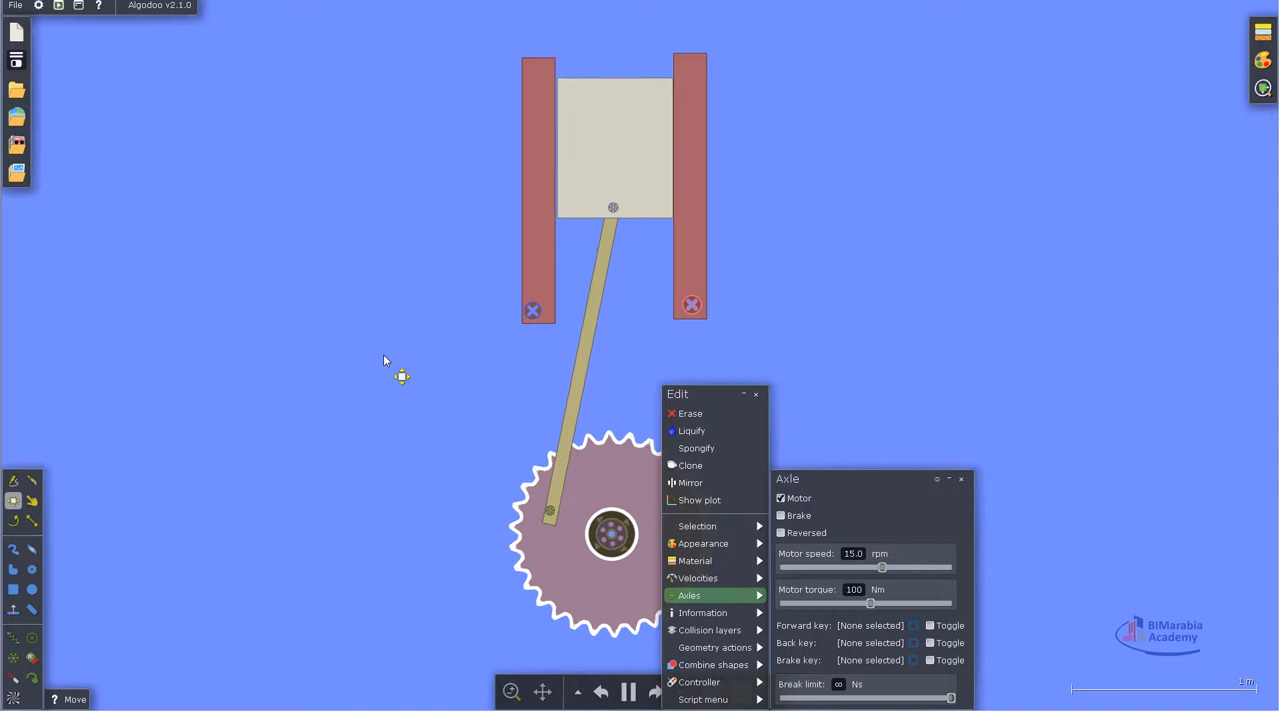 File ? Algodoo v2.1.0
Edit
Erase
Liquify
Spongify
Clone
Mirror
Show plot
Selection
Appearance
Material
Velocities
Axles
Information
Collision layers
Geometry actions
Combine shapes
Controller
Script menu
Axle
Motor
Brake
Reversed
Motor speed: 15.0 rpm
Motor torque: 100 Nm
Forward key: [None selected] Toggle
Back key: [None selected] Toggle
Brake key: [None selected] Toggle
Break limit: ∞ Ns
BIMarabia
Academy
1 m
? Move